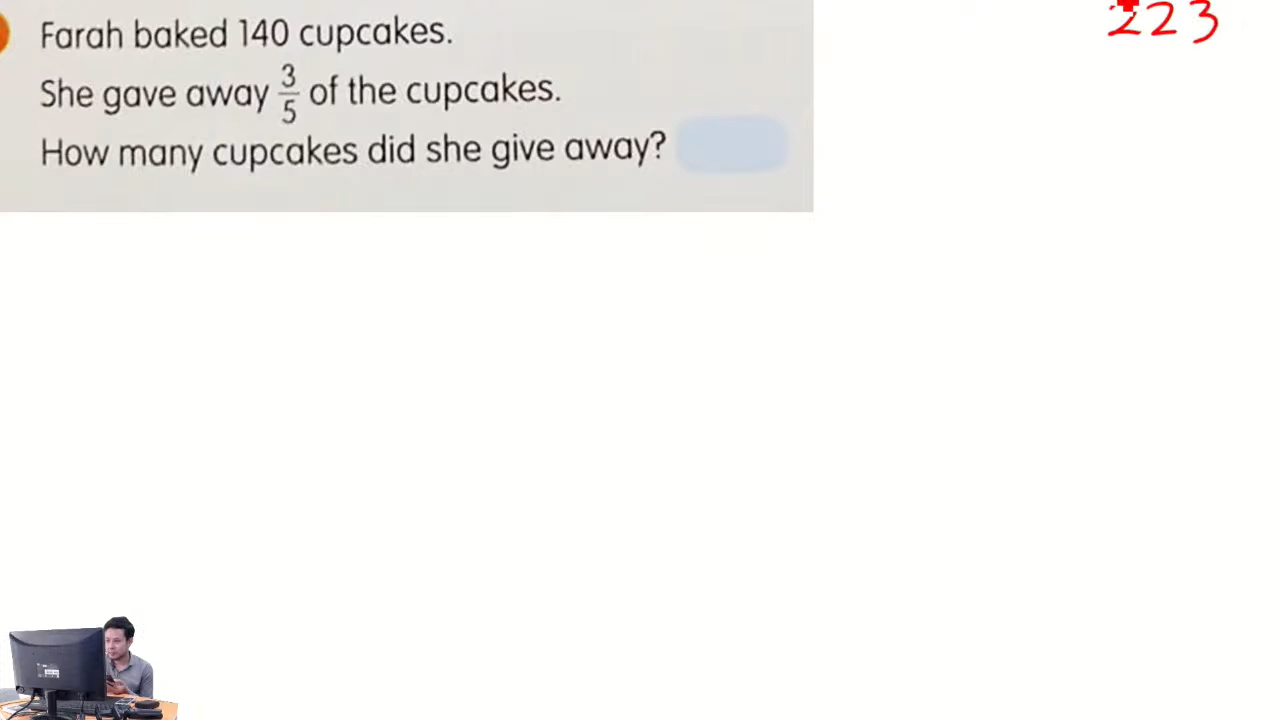 Farah baked 140 cupcakes.
223
She gave away 3/5 of the cupcakes.
How many cupcakes did she give away?